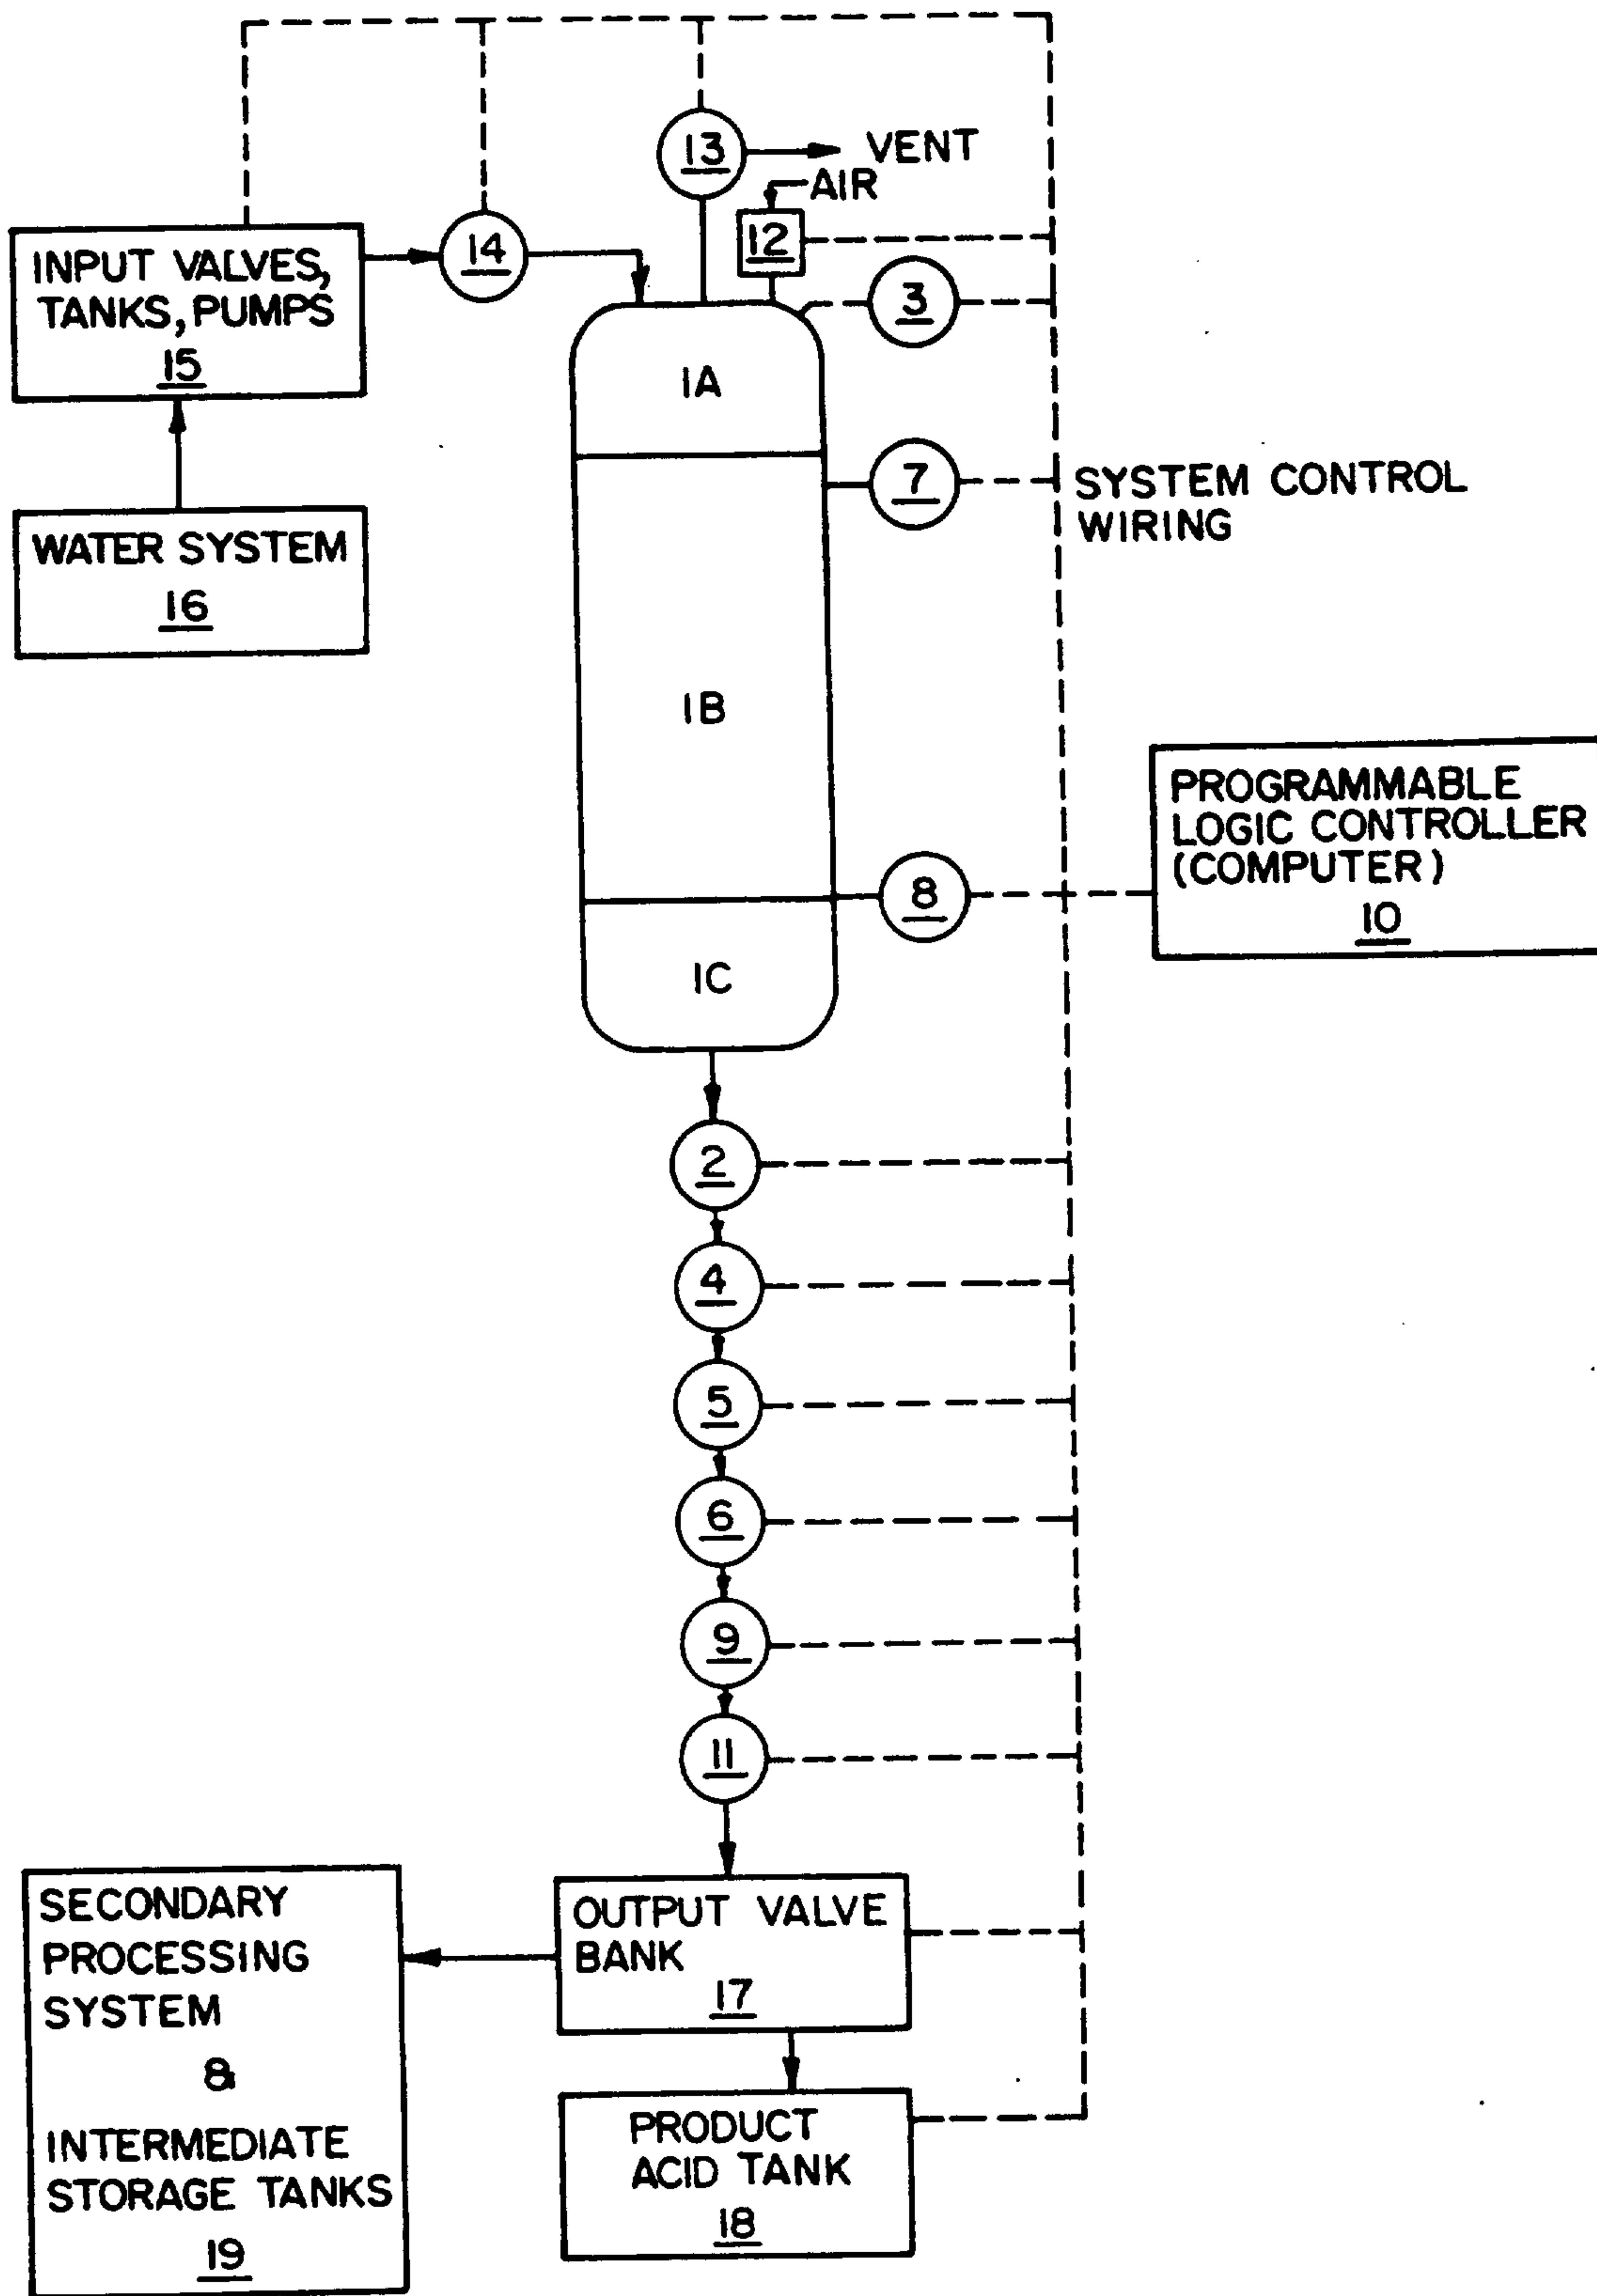 13
VENT
AIR
12
14
3
INPUT VALVES,
TANKS, PUMPS
15
1A
7
SYSTEM CONTROL
WIRING
WATER SYSTEM
16
1B
PROGRAMMABLE
LOGIC CONTROLLER
(COMPUTER)
10
8
1C
2
4
5
6
9
11
OUTPUT VALVE
BANK
17
SECONDARY
PROCESSING
SYSTEM
&
INTERMEDIATE
STORAGE TANKS
19
PRODUCT
ACID TANK
18